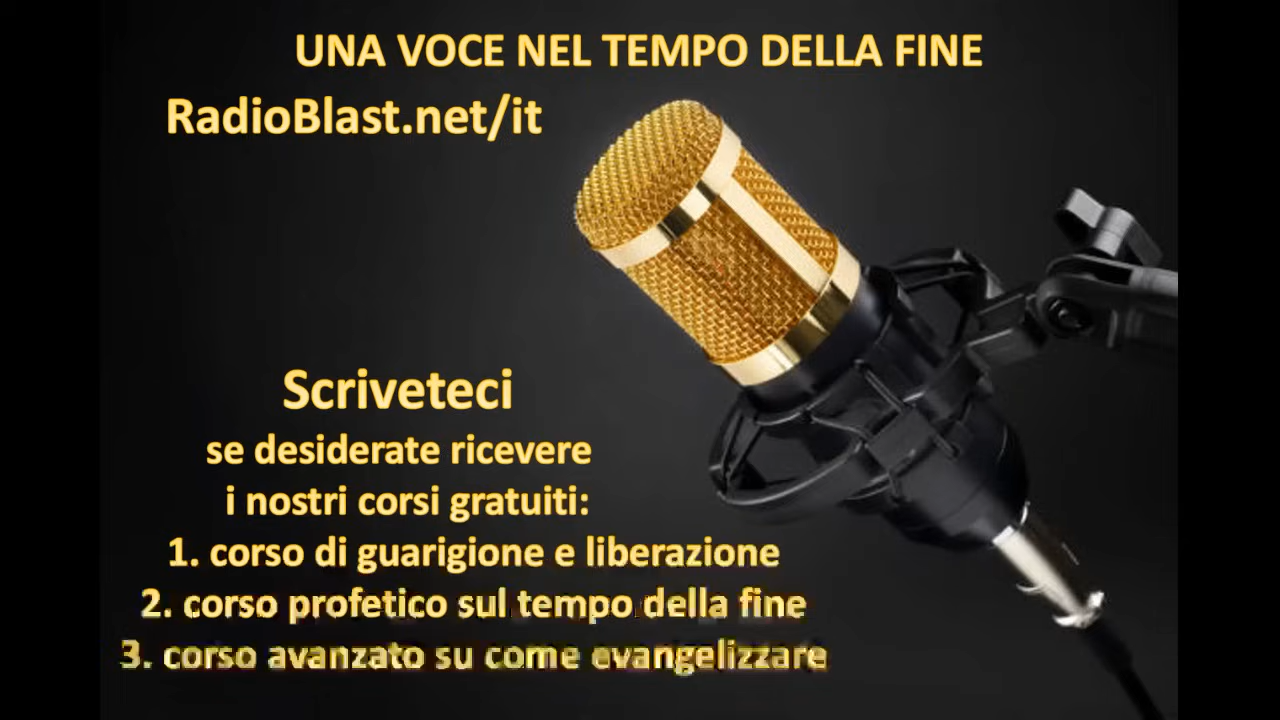 UNA VOCE NEL TEMPO DELLA FINE
RadioBlast.net/it
Scriveteci
se desiderate ricevere
i nostri corsi gratuiti:
1. corso di guarigione e liberazione
2. corso profetico sul tempo della fine
3. corso avanzato su come evangelizzare